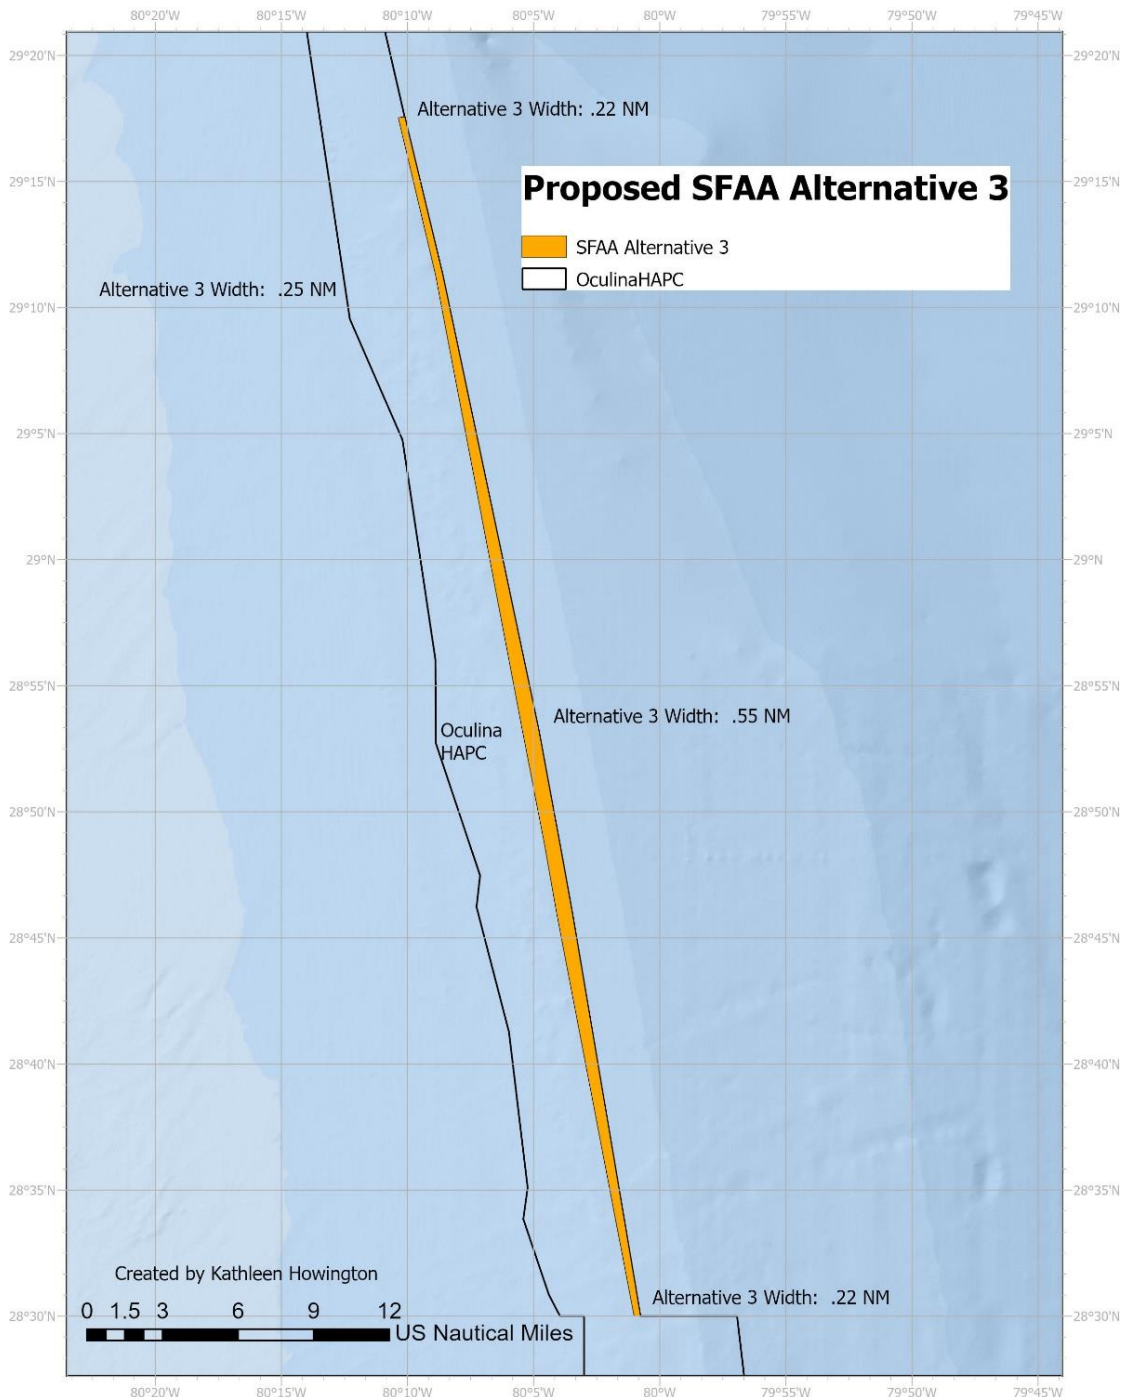 80°20'W 80°15'W 80°10'W 80°5'W 80°W 79°55'W 79°50'W 79°45'W
29°20'N 29°20'N
Alternative 3 Width: .22 NM
Proposed SFAA Alternative 3
29°15'N 29°15'N
SFAA Alternative 3
OculinaHAPC
Alternative 3 Width: .25 NM
29°10'N 29°10'N
29°5'N 29°5'N
29°N 29°N
28°55'N 28°55'N
Alternative 3 Width: .55 NM
Oculina
HAPC
28°50'N 28°50'N
28°45'N 28°45'N
28°40'N 28°40'N
28°35'N 28°35'N
Created by Kathleen Howington
Alternative 3 Width: .22 NM
0 1.5 3 6 9 12
28°30'N 28°30'N
US Nautical Miles
80°20'W 80°15'W 80°10'W 80°5'W 80°W 79°55'W 79°50'W 79°45'W